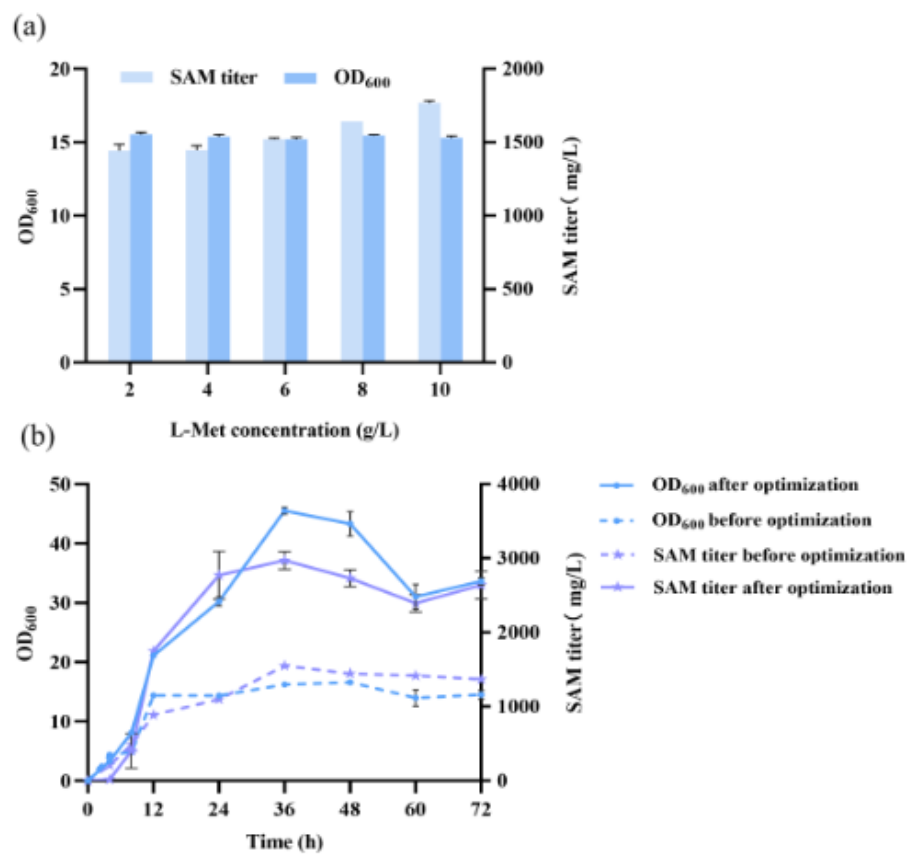 (a)
SAM titer
OD600
20
15
10
5
0
2000
1500
1000
500
0
OD600
SAM titer( mg/L)
2 4 6 8 10
L-Met concentration (g/L)
(b)
50
40
30
20
10
0
4000
3000
2000
1000
0
OD600
SAM titer( mg/L)
0 12 24 36 48 60 72
Time (h)
OD600 after optimization
OD600 before optimization
SAM titer before optimization
SAM titer after optimization